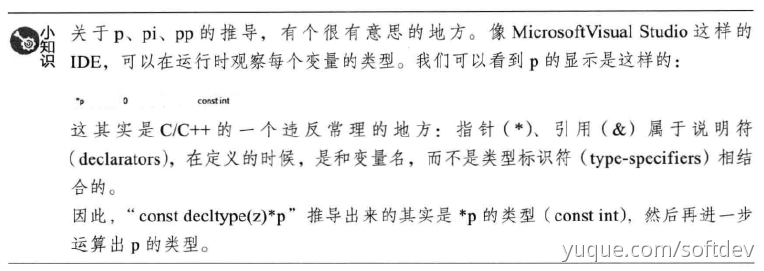 小知识
关于 p、pi、pp 的推导，有个很有意思的地方。像 MicrosoftVisual Studio 这样的
IDE，可以在运行时观察每个变量的类型。我们可以看到 p 的显示是这样的：
*p 0 const int
这其实是 C/C++ 的一个违反常理的地方：指针（*）、引用（&）属于说明符
（declarators），在定义的时候，是和变量名，而不是类型标识符（type-specifiers）相结
合的。
因此，“const decltype(z)*p”推导出来的其实是 *p 的类型（const int），然后再进一步
运算出 p 的类型。
yuque.com/softdev